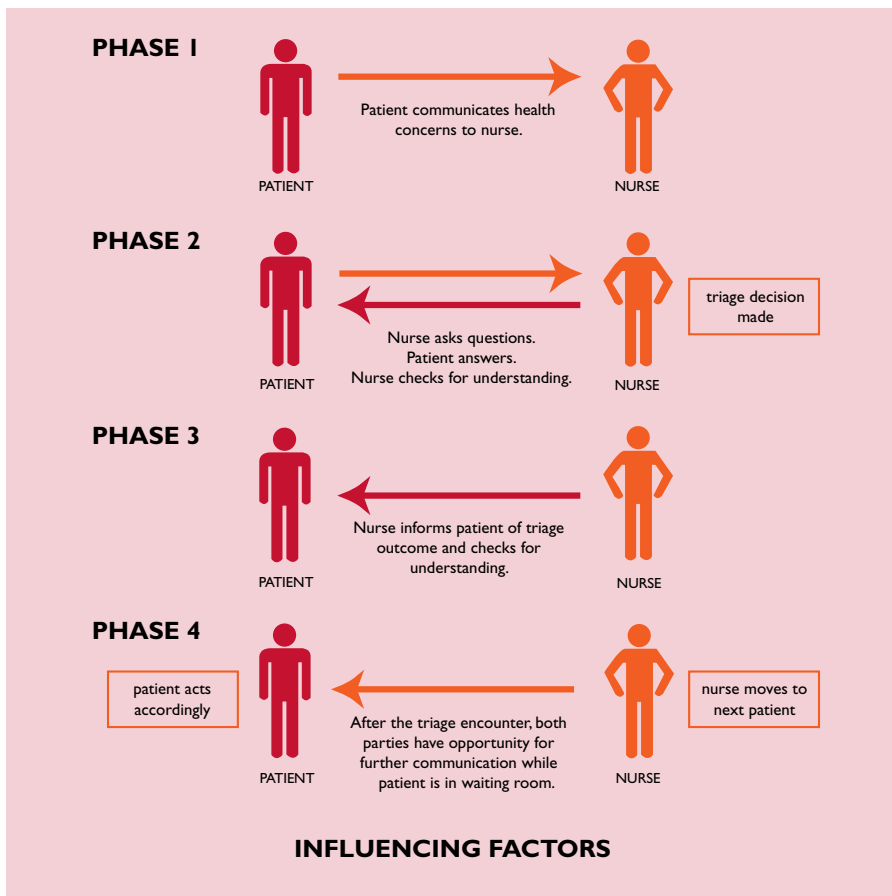 PHASE 1
Patient communicates health
concerns to nurse.
PATIENT
NURSE
PHASE 2
triage decision
made
Nurse asks questions.
Patient answers.
Nurse checks for understanding.
PATIENT
NURSE
PHASE 3
Nurse informs patient of triage
outcome and checks for
understanding.
PATIENT
NURSE
PHASE 4
patient acts
accordingly
nurse moves to
next patient
After the triage encounter, both
parties have opportunity for
further communication while
patient is in waiting room.
PATIENT
NURSE
INFLUENCING FACTORS